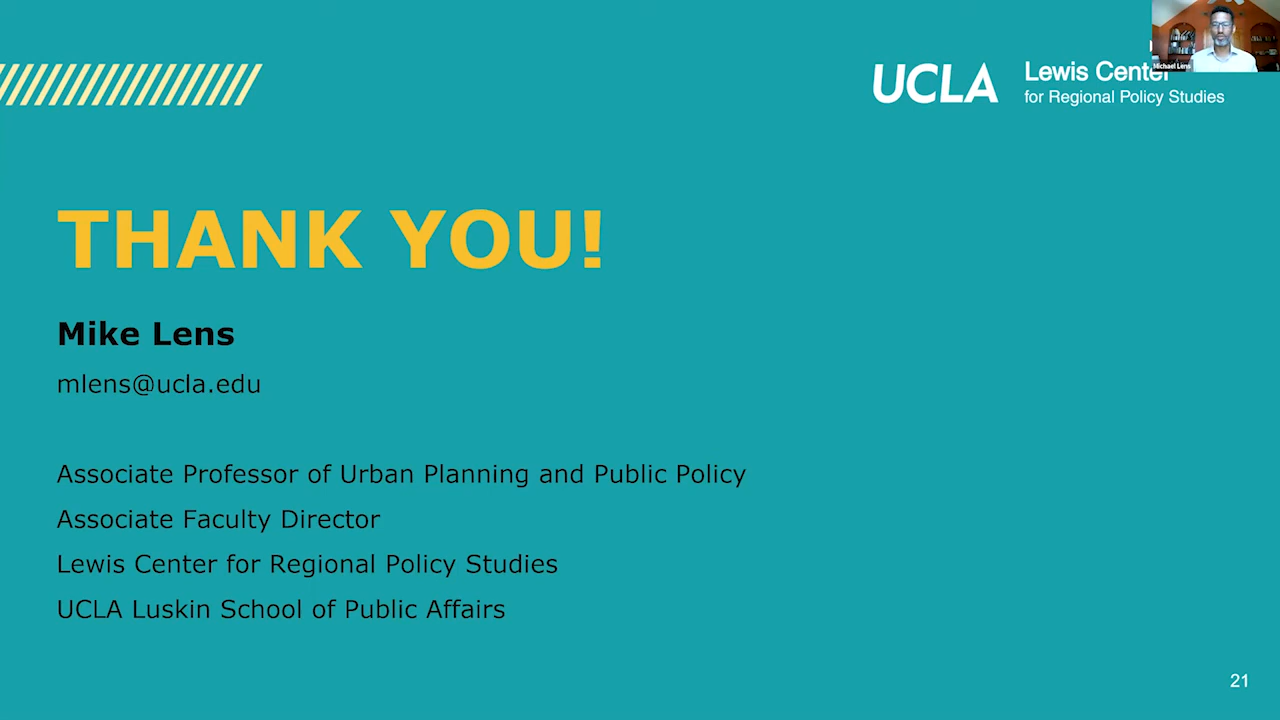 Michael Lens
UCLA
Lewis Center
for Regional Policy Studies
THANK YOU!
Mike Lens
mlens@ucla.edu
Associate Professor of Urban Planning and Public Policy
Associate Faculty Director
Lewis Center for Regional Policy Studies
UCLA Luskin School of Public Affairs
21